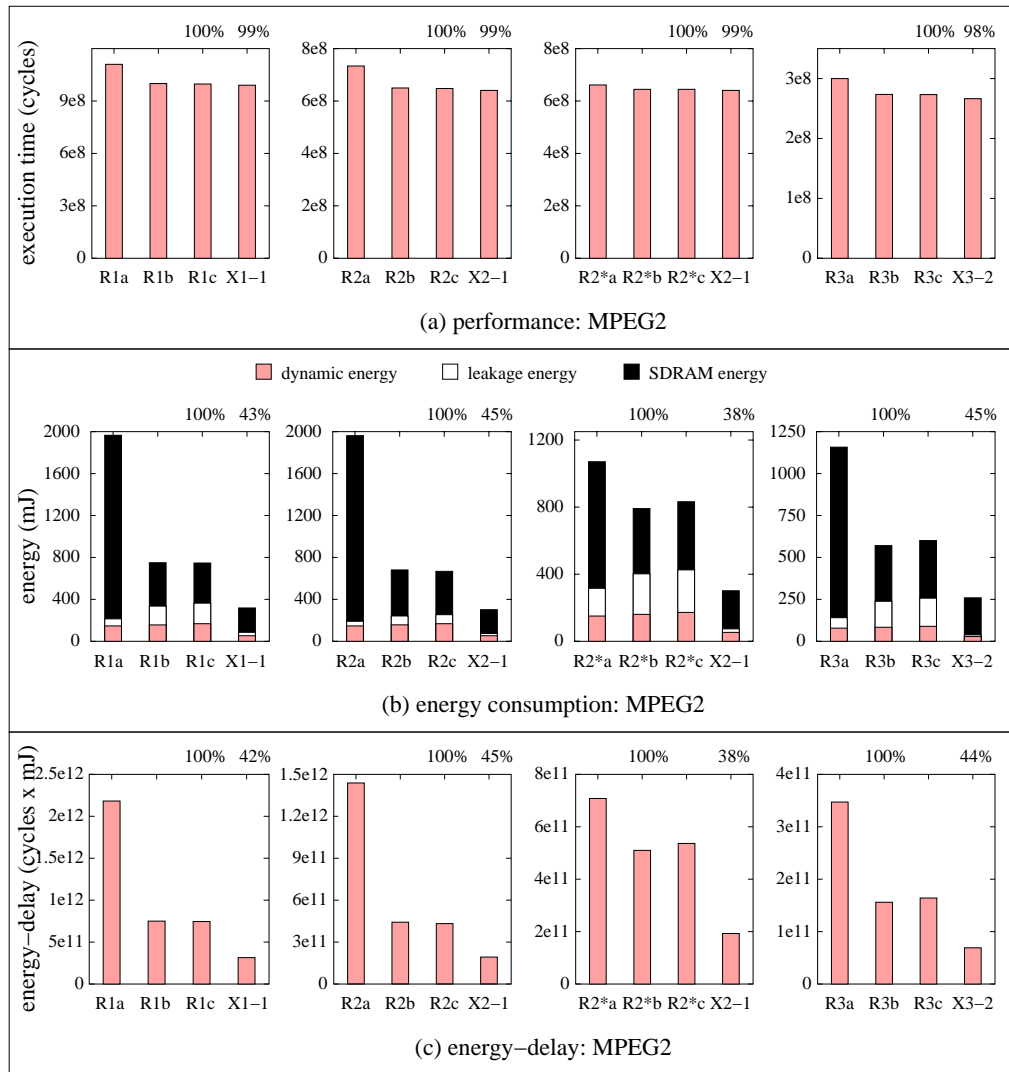 100% 99% 100% 99% 100% 99% 100% 98%
execution time (cycles)
9e8
6e8
3e8
0
R1a R1b R1c X1−1
8e8
6e8
4e8
2e8
0
R2a R2b R2c X2−1
8e8
6e8
4e8
2e8
0
R2*a R2*b R2*c X2−1
3e8
2e8
1e8
0
R3a R3b R3c X3−2
(a) performance: MPEG2
dynamic energy leakage energy SDRAM energy
100% 43% 100% 45% 100% 38% 100% 45%
energy (mJ)
2000
1600
1200
800
400
0
R1a R1b R1c X1−1
2000
1600
1200
800
400
0
R2a R2b R2c X2−1
1200
800
400
0
R2*a R2*b R2*c X2−1
1250
1000
750
500
250
0
R3a R3b R3c X3−2
(b) energy consumption: MPEG2
100% 42% 100% 45% 100% 38% 100% 44%
energy−delay (cycles x mJ)
2.5e12
2e12
1.5e12
1e12
5e11
0
R1a R1b R1c X1−1
1.5e12
1.2e12
9e11
6e11
3e11
0
R2a R2b R2c X2−1
8e11
6e11
4e11
2e11
0
R2*a R2*b R2*c X2−1
4e11
3e11
2e11
1e11
0
R3a R3b R3c X3−2
(c) energy−delay: MPEG2